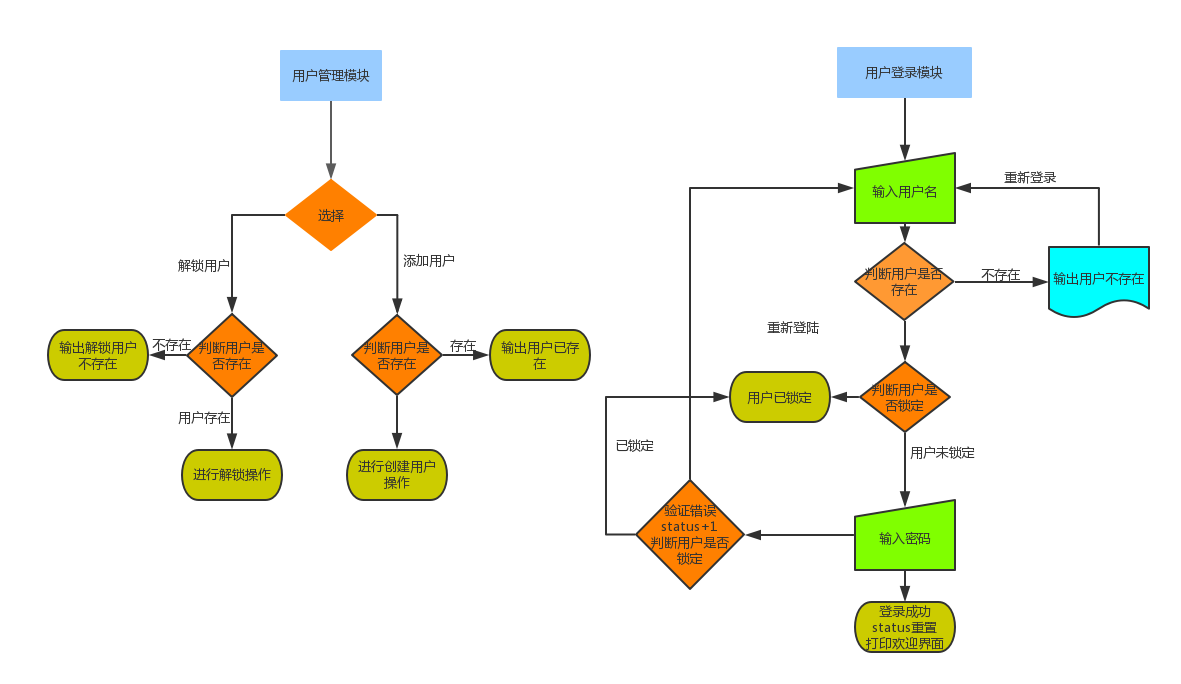 用户管理模块
选择
解锁用户
添加用户
判断用户是
否存在
不存在
输出解锁用户
不存在
用户存在
进行解锁操作
判断用户是
否存在
存在
输出用户已存
在
进行创建用户
操作
用户登录模块
输入用户名
重新登录
判断用户是否
存在
不存在
输出用户不存在
重新登陆
判断用户是
否锁定
用户已锁定
已锁定
用户未锁定
输入密码
验证错误
status+1
判断用户是否
锁定
登录成功
status重置
打印欢迎界面